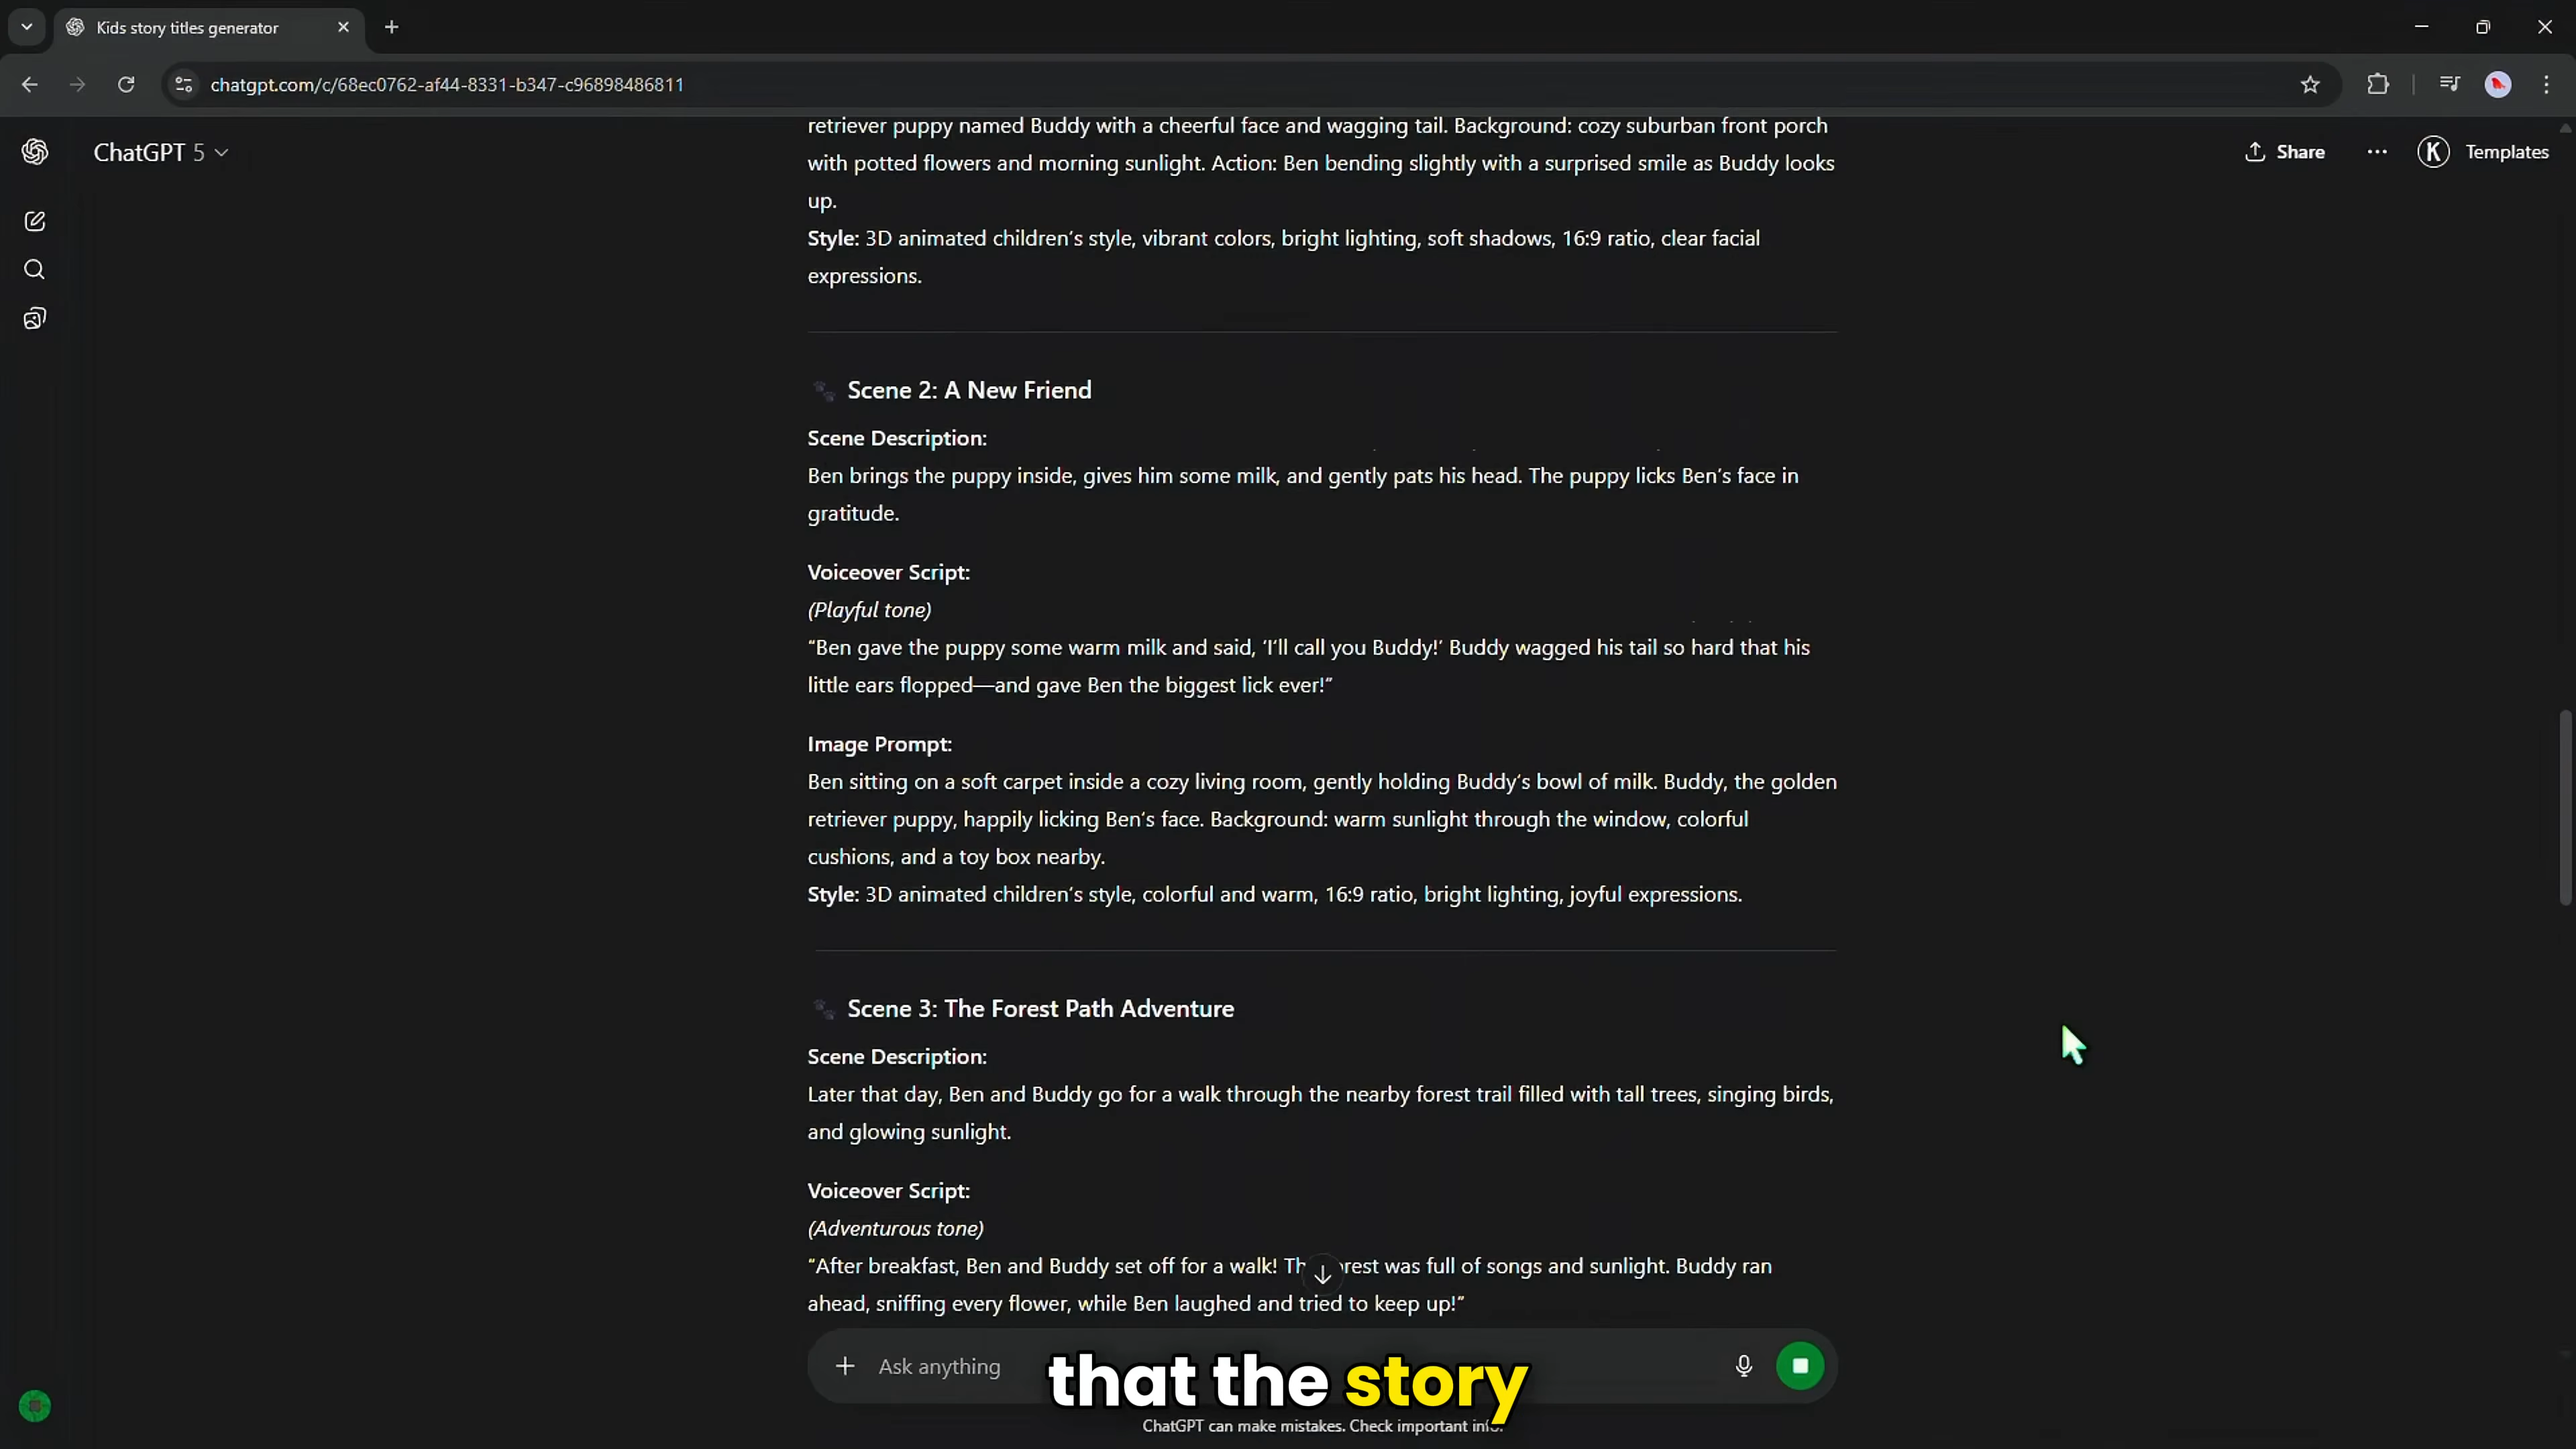 Kids story titles generator
chatgpt.com/c/68ec0762-af44-8331-b347-c96898486811
ChatGPT 5
Share
Templates
retriever puppy named Buddy with a cheerful face and wagging tail. Background: cozy suburban front porch
with potted flowers and morning sunlight. Action: Ben bending slightly with a surprised smile as Buddy looks
up.
Style: 3D animated children's style, vibrant colors, bright lighting, soft shadows, 16:9 ratio, clear facial
expressions.
Scene 2: A New Friend
Scene Description:
Ben brings the puppy inside, gives him some milk, and gently pats his head. The puppy licks Ben's face in
gratitude.
Voiceover Script:
(Playful tone)
"Ben gave the puppy some warm milk and said, 'I'll call you Buddy!' Buddy wagged his tail so hard that his
little ears flopped—and gave Ben the biggest lick ever!"
Image Prompt:
Ben sitting on a soft carpet inside a cozy living room, gently holding Buddy's bowl of milk. Buddy, the golden
retriever puppy, happily licking Ben's face. Background: warm sunlight through the window, colorful
cushions, and a toy box nearby.
Style: 3D animated children's style, colorful and warm, 16:9 ratio, bright lighting, joyful expressions.
Scene 3: The Forest Path Adventure
Scene Description:
Later that day, Ben and Buddy go for a walk through the nearby forest trail filled with tall trees, singing birds,
and glowing sunlight.
Voiceover Script:
(Adventurous tone)
"After breakfast, Ben and Buddy set off for a walk! The forest was full of songs and sunlight. Buddy ran
ahead, sniffing every flower, while Ben laughed and tried to keep up!"
Ask anything
that the story
ChatGPT can make mistakes. Check important info.
K